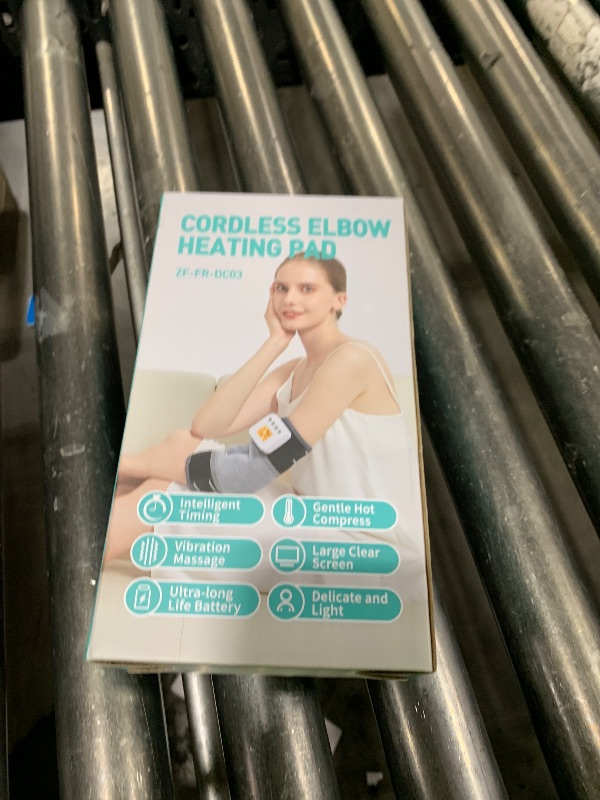 CORDLESS ELBOW
HEATING PAD
ZF-FR-DC03
Intelligent
Timing
Gentle Hot
Compress
Vibration
Massage
Large Clear
Screen
Ultra-long
Life Battery
Delicate and
Light